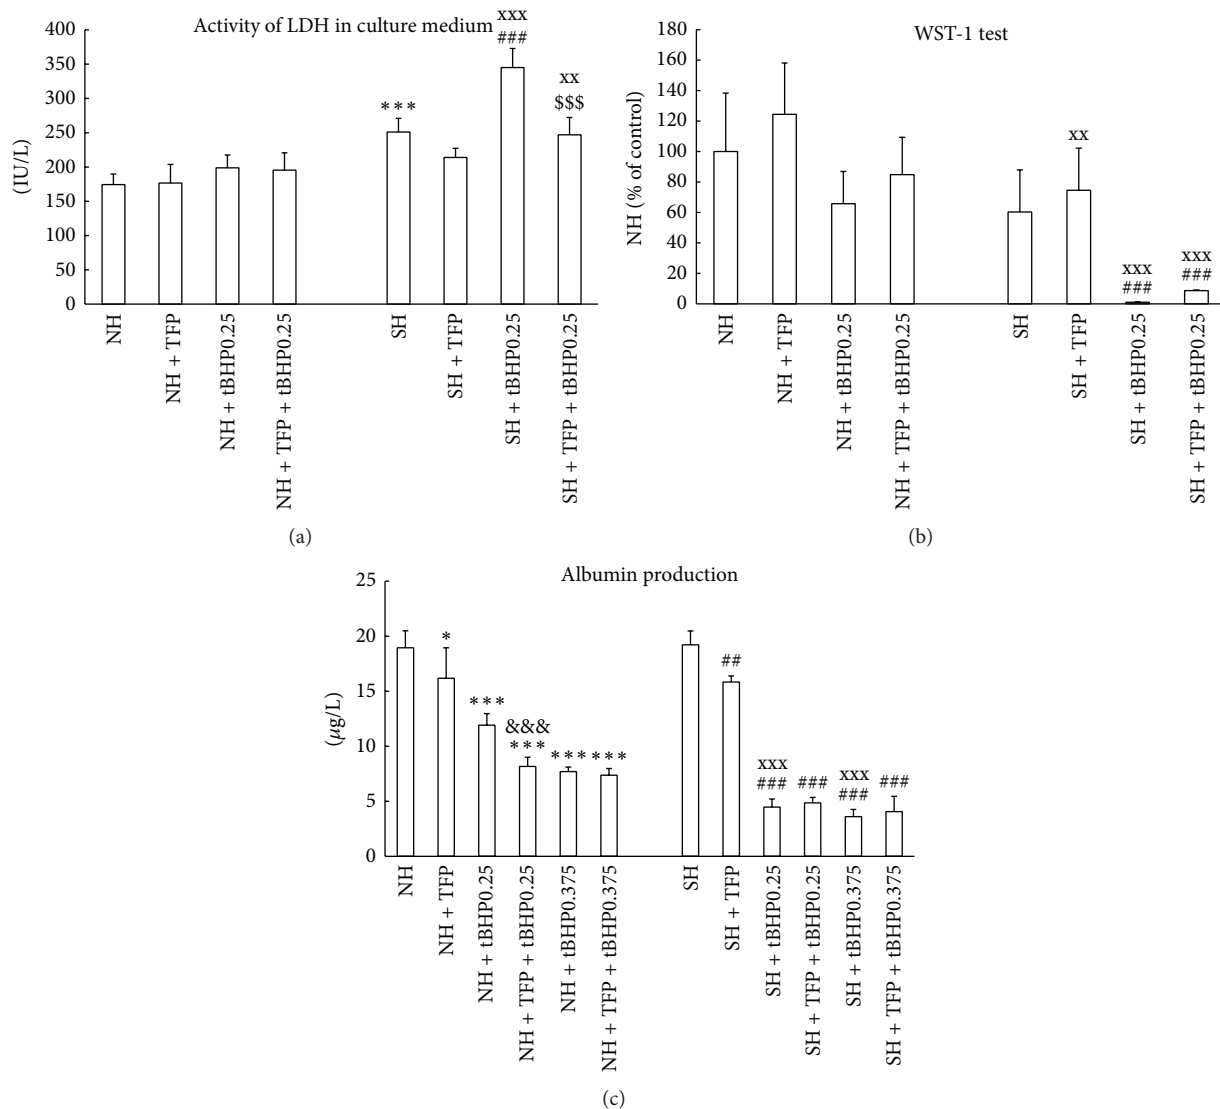 Activity of LDH in culture medium
(IU/L)
400
350
300
250
200
150
100
50
0
***
xxx
###
xx
$$$
NH
NH + TFP
NH + tBHP0.25
NH + TFP + tBHP0.25
SH
SH + TFP
SH + tBHP0.25
SH + TFP + tBHP0.25
(a)
WST-1 test
NH (% of control)
180
160
140
120
100
80
60
40
20
0
xx
xxx
###
xxx
###
NH
NH + TFP
NH + tBHP0.25
NH + TFP + tBHP0.25
SH
SH + TFP
SH + tBHP0.25
SH + TFP + tBHP0.25
(b)
Albumin production
(μg/L)
25
20
15
10
5
0
*
***
&&&
***
***
***
##
xxx
###
###
xxx
###
###
NH
NH + TFP
NH + tBHP0.25
NH + TFP + tBHP0.25
NH + tBHP0.375
NH + TFP + tBHP0.375
SH
SH + TFP
SH + tBHP0.25
SH + TFP + tBHP0.25
SH + tBHP0.375
SH + TFP + tBHP0.375
(c)